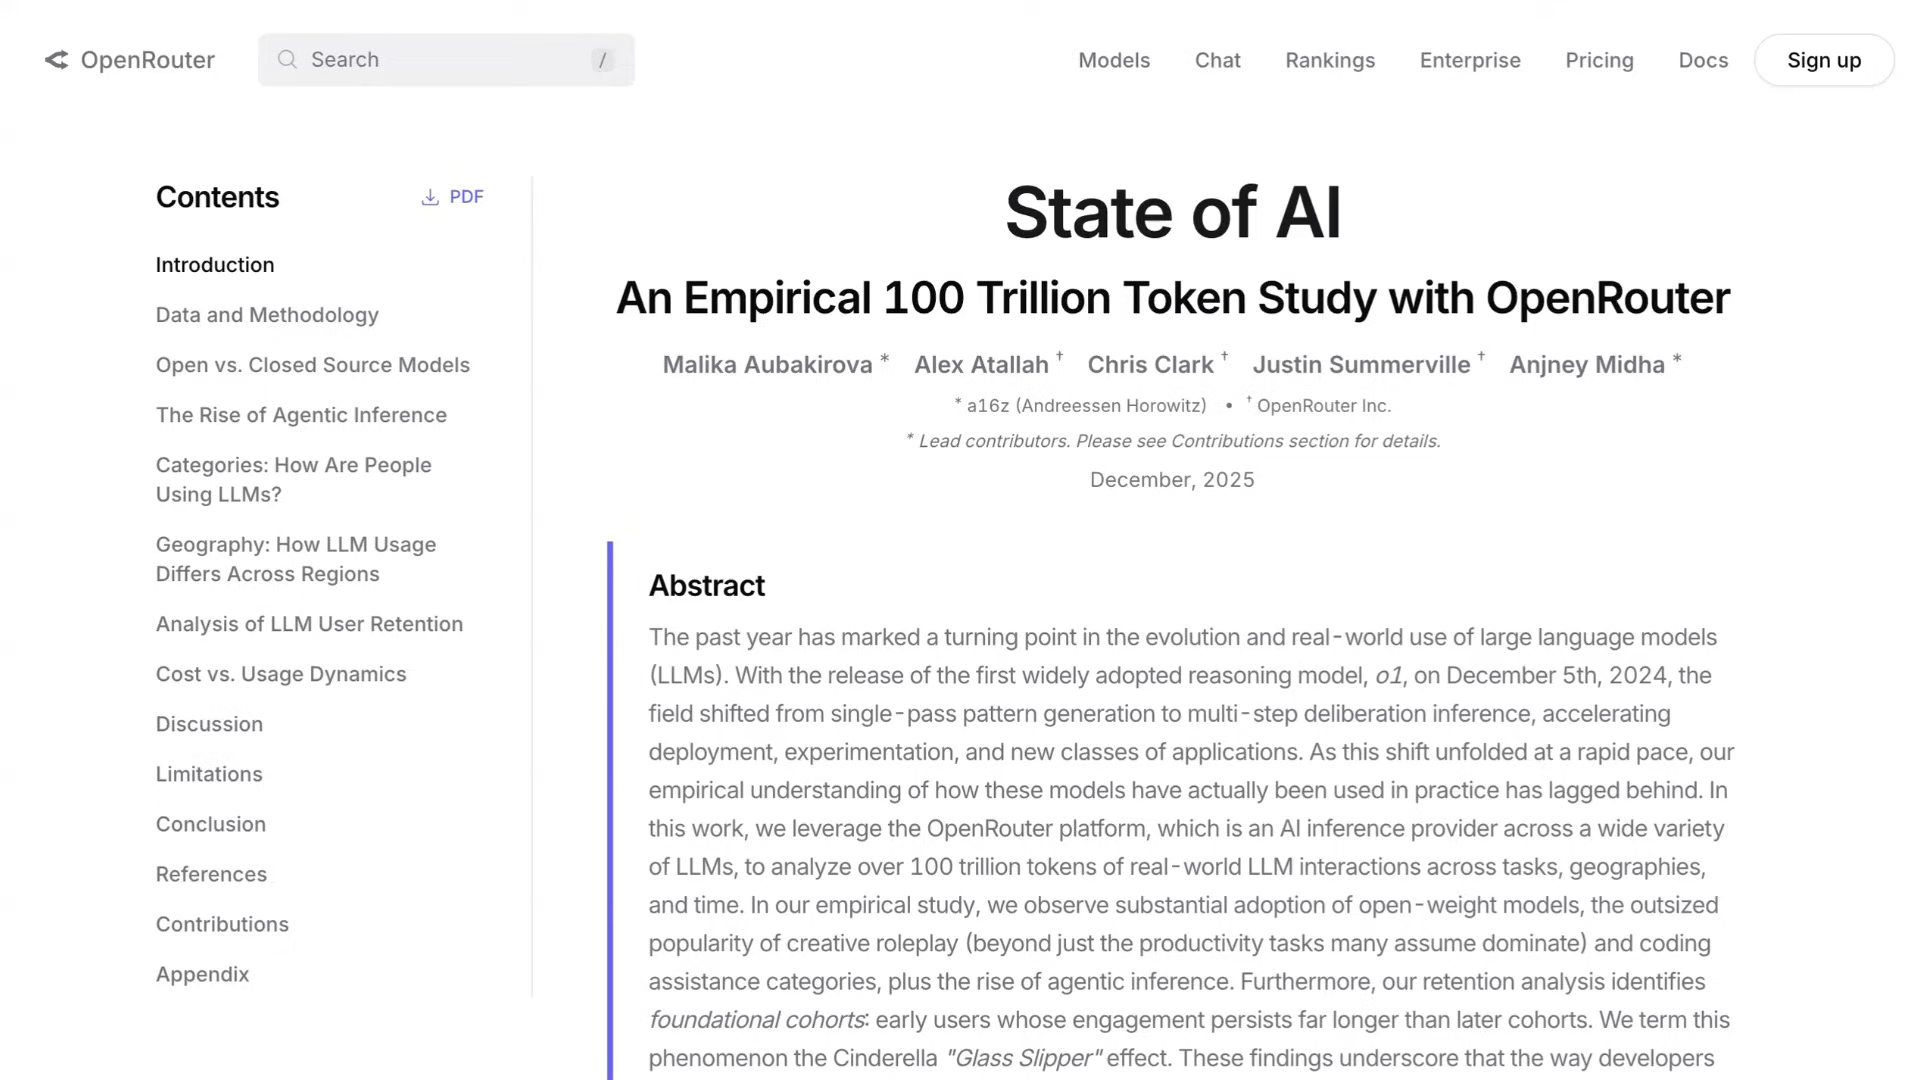 OpenRouter
Search /
Models Chat Rankings Enterprise Pricing Docs Sign up
Contents PDF
Introduction
Data and Methodology
Open vs. Closed Source Models
The Rise of Agentic Inference
Categories: How Are People
Using LLMs?
Geography: How LLM Usage
Differs Across Regions
Analysis of LLM User Retention
Cost vs. Usage Dynamics
Discussion
Limitations
Conclusion
References
Contributions
Appendix
State of AI
An Empirical 100 Trillion Token Study with OpenRouter
Malika Aubakirova * Alex Atallah † Chris Clark † Justin Summerville † Anjney Midha *
* a16z (Andreessen Horowitz) • † OpenRouter Inc.
* Lead contributors. Please see Contributions section for details.
December, 2025
Abstract
The past year has marked a turning point in the evolution and real-world use of large language models
(LLMs). With the release of the first widely adopted reasoning model, o1, on December 5th, 2024, the
field shifted from single-pass pattern generation to multi-step deliberation inference, accelerating
deployment, experimentation, and new classes of applications. As this shift unfolded at a rapid pace, our
empirical understanding of how these models have actually been used in practice has lagged behind. In
this work, we leverage the OpenRouter platform, which is an AI inference provider across a wide variety
of LLMs, to analyze over 100 trillion tokens of real-world LLM interactions across tasks, geographies,
and time. In our empirical study, we observe substantial adoption of open-weight models, the outsized
popularity of creative roleplay (beyond just the productivity tasks many assume dominate) and coding
assistance categories, plus the rise of agentic inference. Furthermore, our retention analysis identifies
foundational cohorts: early users whose engagement persists far longer than later cohorts. We term this
phenomenon the Cinderella "Glass Slipper" effect. These findings underscore that the way developers